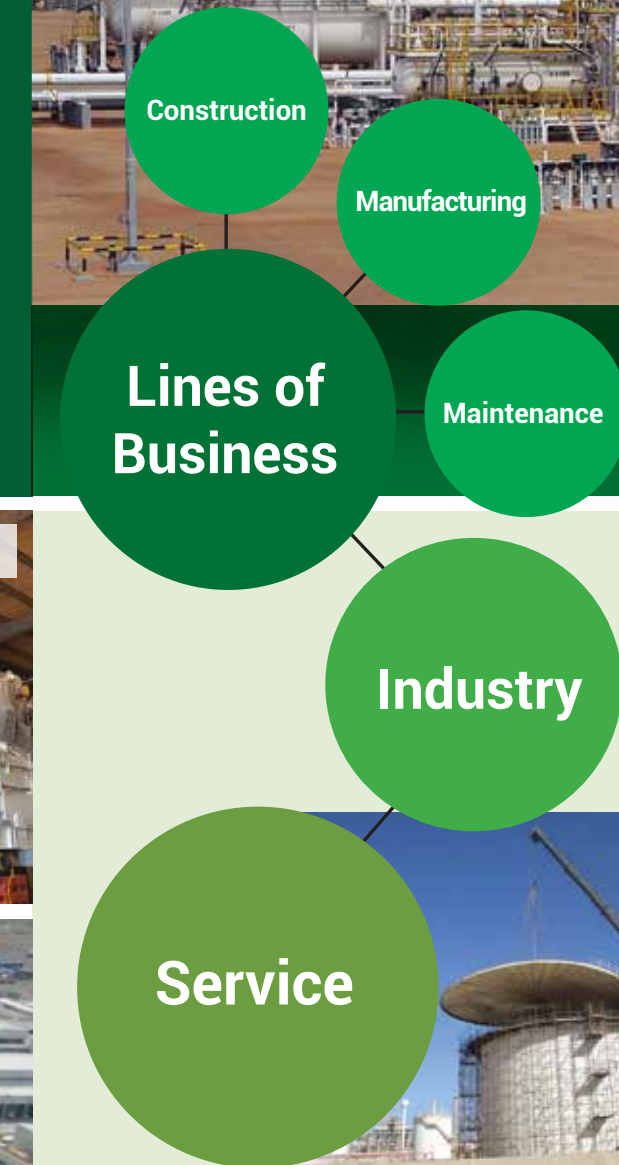 Construction
Manufacturing
Lines of
Business
Maintenance
Industry
Service